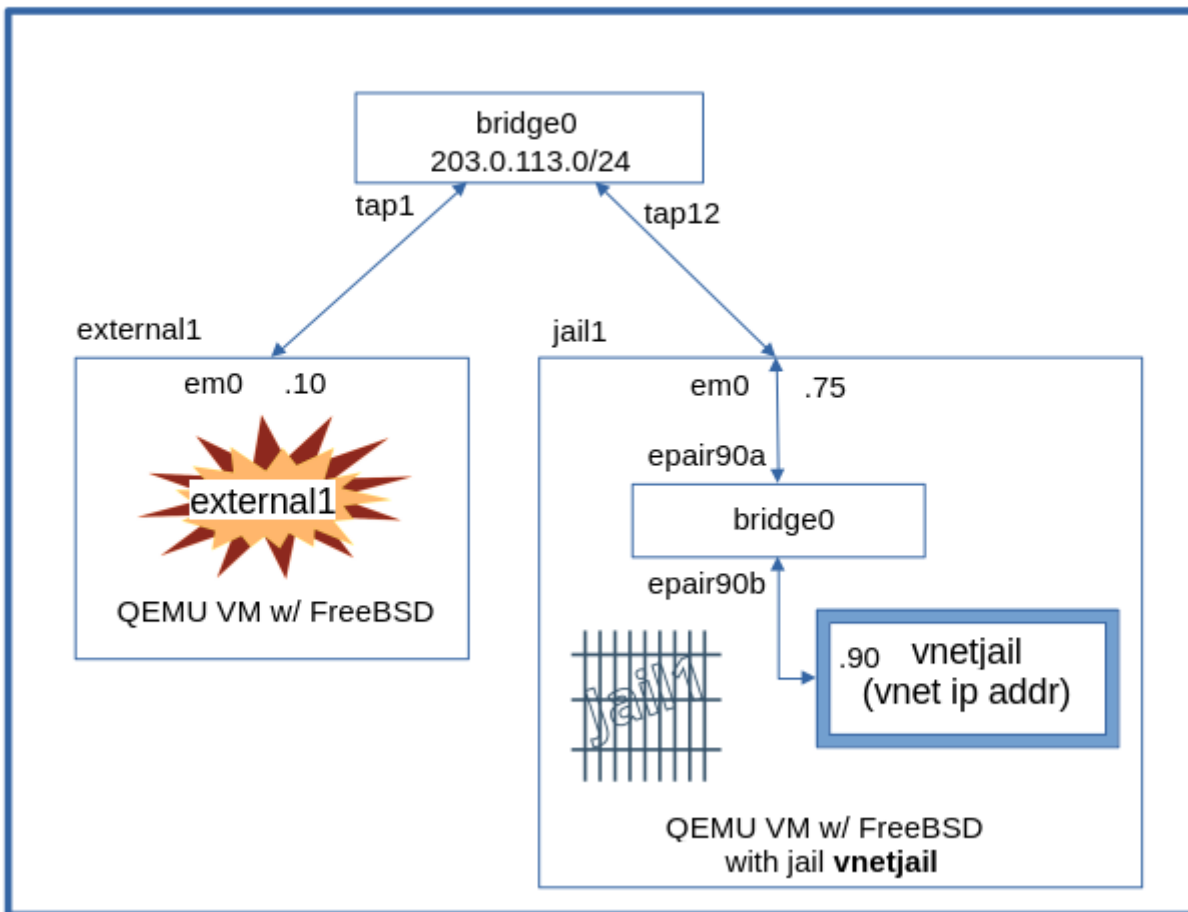 bridge0
203.0.113.0/24
tap1
tap12
external1
jail1
em0 .10
em0 .75
external1
epair90a
bridge0
epair90b
QEMU VM w/ FreeBSD
.90 vnetjail
(vnet ip addr)
jail1
QEMU VM w/ FreeBSD
with jail vnetjail